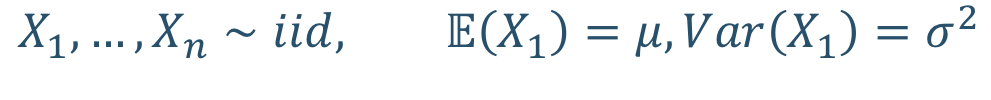 X₁, … , Xₙ ~ iid, 𝔼(X₁) = μ, Var(X₁) = σ²